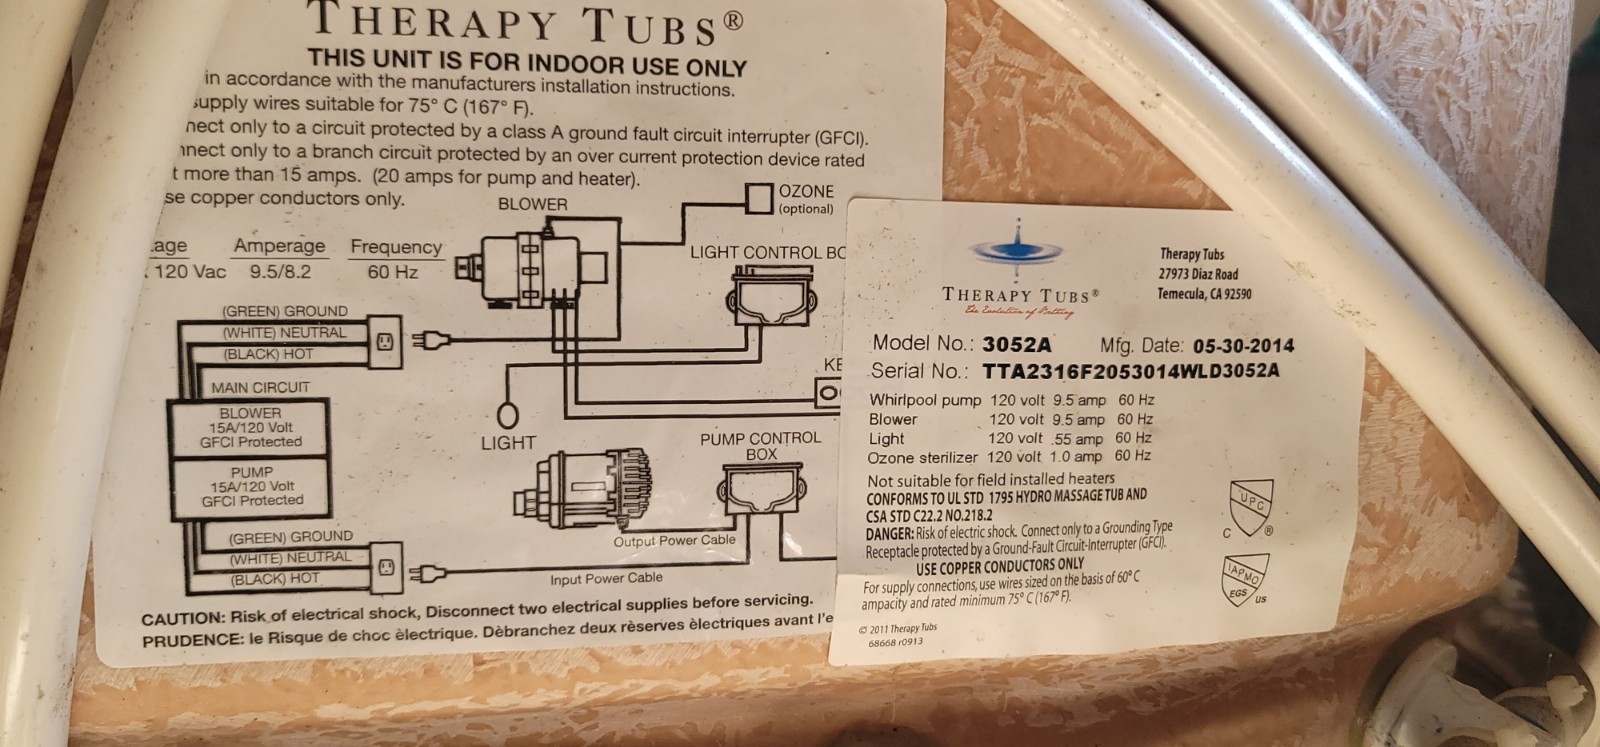 THERAPY TUBS®
THIS UNIT IS FOR INDOOR USE ONLY
in accordance with the manufacturers installation instructions.
supply wires suitable for 75° C (167° F).
nect only to a circuit protected by a class A ground fault circuit interrupter (GFCI).
nnect only to a branch circuit protected by an over current protection device rated
t more than 15 amps. (20 amps for pump and heater).
se copper conductors only.
age Amperage Frequency
120 Vac 9.5/8.2 60 Hz
BLOWER
OZONE
(optional)
LIGHT CONTROL BO
(GREEN) GROUND
(WHITE) NEUTRAL
(BLACK) HOT
MAIN CIRCUIT
BLOWER
15A/120 Volt
GFCI Protected
PUMP
15A/120 Volt
GFCI Protected
(GREEN) GROUND
(WHITE) NEUTRAL
(BLACK) HOT
LIGHT
KE
PUMP CONTROL
BOX
Output Power Cable
Input Power Cable
CAUTION: Risk of electrical shock, Disconnect two electrical supplies before servicing.
PRUDENCE: le Risque de choc èlectrique. Dèbranchez deux rèserves èlectriques avant l'e
THERAPY TUBS®
The Evolution of Bathing
Therapy Tubs
27973 Diaz Road
Temecula, CA 92590
Model No.: 3052A Mfg. Date: 05-30-2014
Serial No.: TTA2316F2053014WLD3052A
Whirlpool pump 120 volt 9.5 amp 60 Hz
Blower 120 volt 9.5 amp 60 Hz
Light 120 volt .55 amp 60 Hz
Ozone sterilizer 120 volt 1.0 amp 60 Hz
Not suitable for field installed heaters
CONFORMS TO UL STD 1795 HYDRO MASSAGE TUB AND
CSA STD C22.2 NO.218.2
DANGER: Risk of electric shock. Connect only to a Grounding Type
Receptacle protected by a Ground-Fault Circuit-Interrupter (GFCI).
USE COPPER CONDUCTORS ONLY
For supply connections, use wires sized on the basis of 60° C
ampacity and rated minimum 75° C (167° F).
© 2011 Therapy Tubs
68668 r0913
UPC
C ®
IAPMO
EGS
US